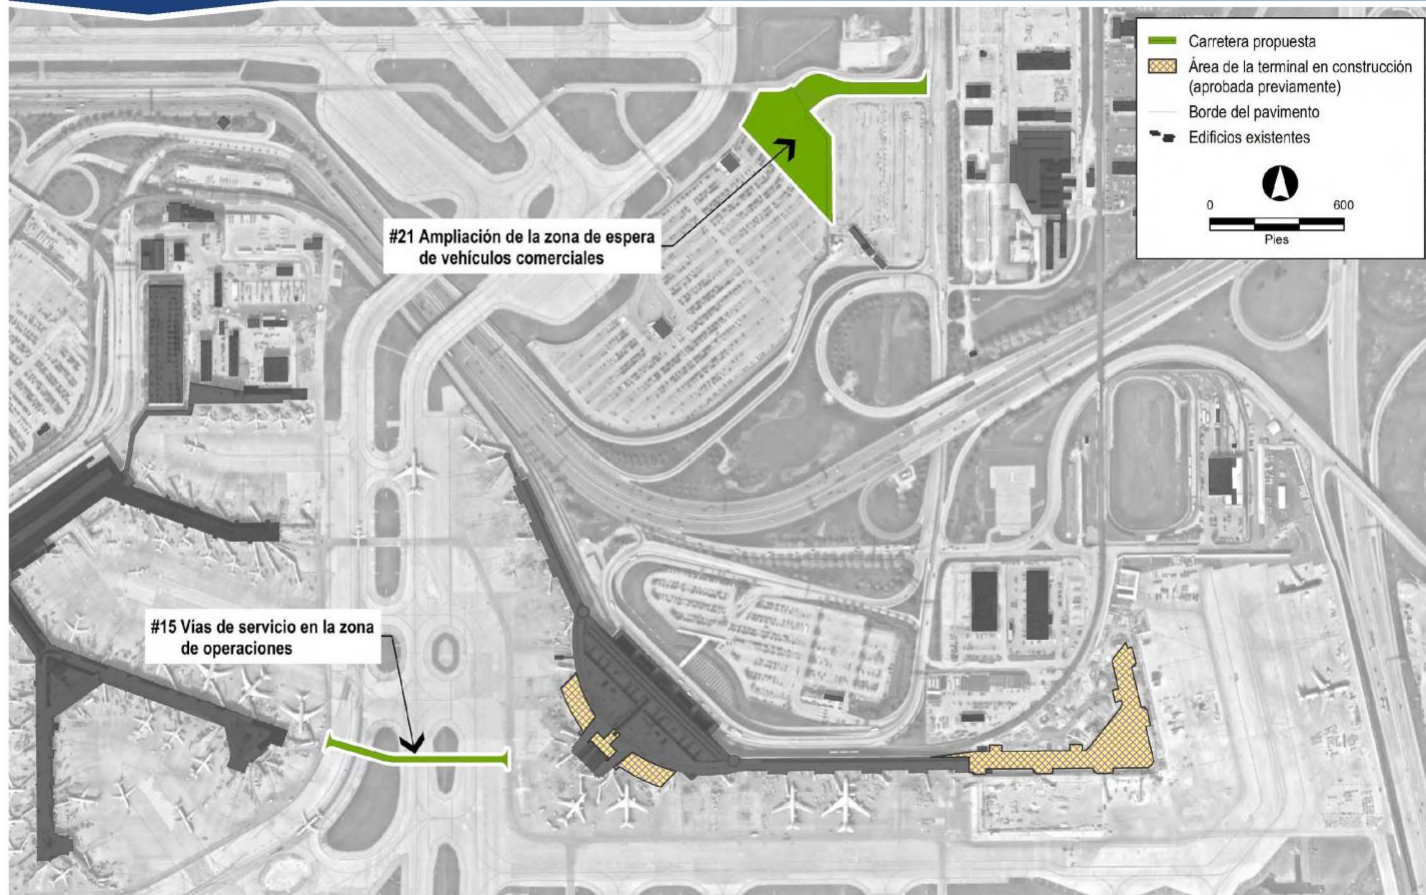 Carretera propuesta
Área de la terminal en construcción
(aprobada previamente)
Borde del pavimento
Edificios existentes
0 600
Pies
#21 Ampliación de la zona de espera
de vehículos comerciales
#15 Vías de servicio en la zona
de operaciones